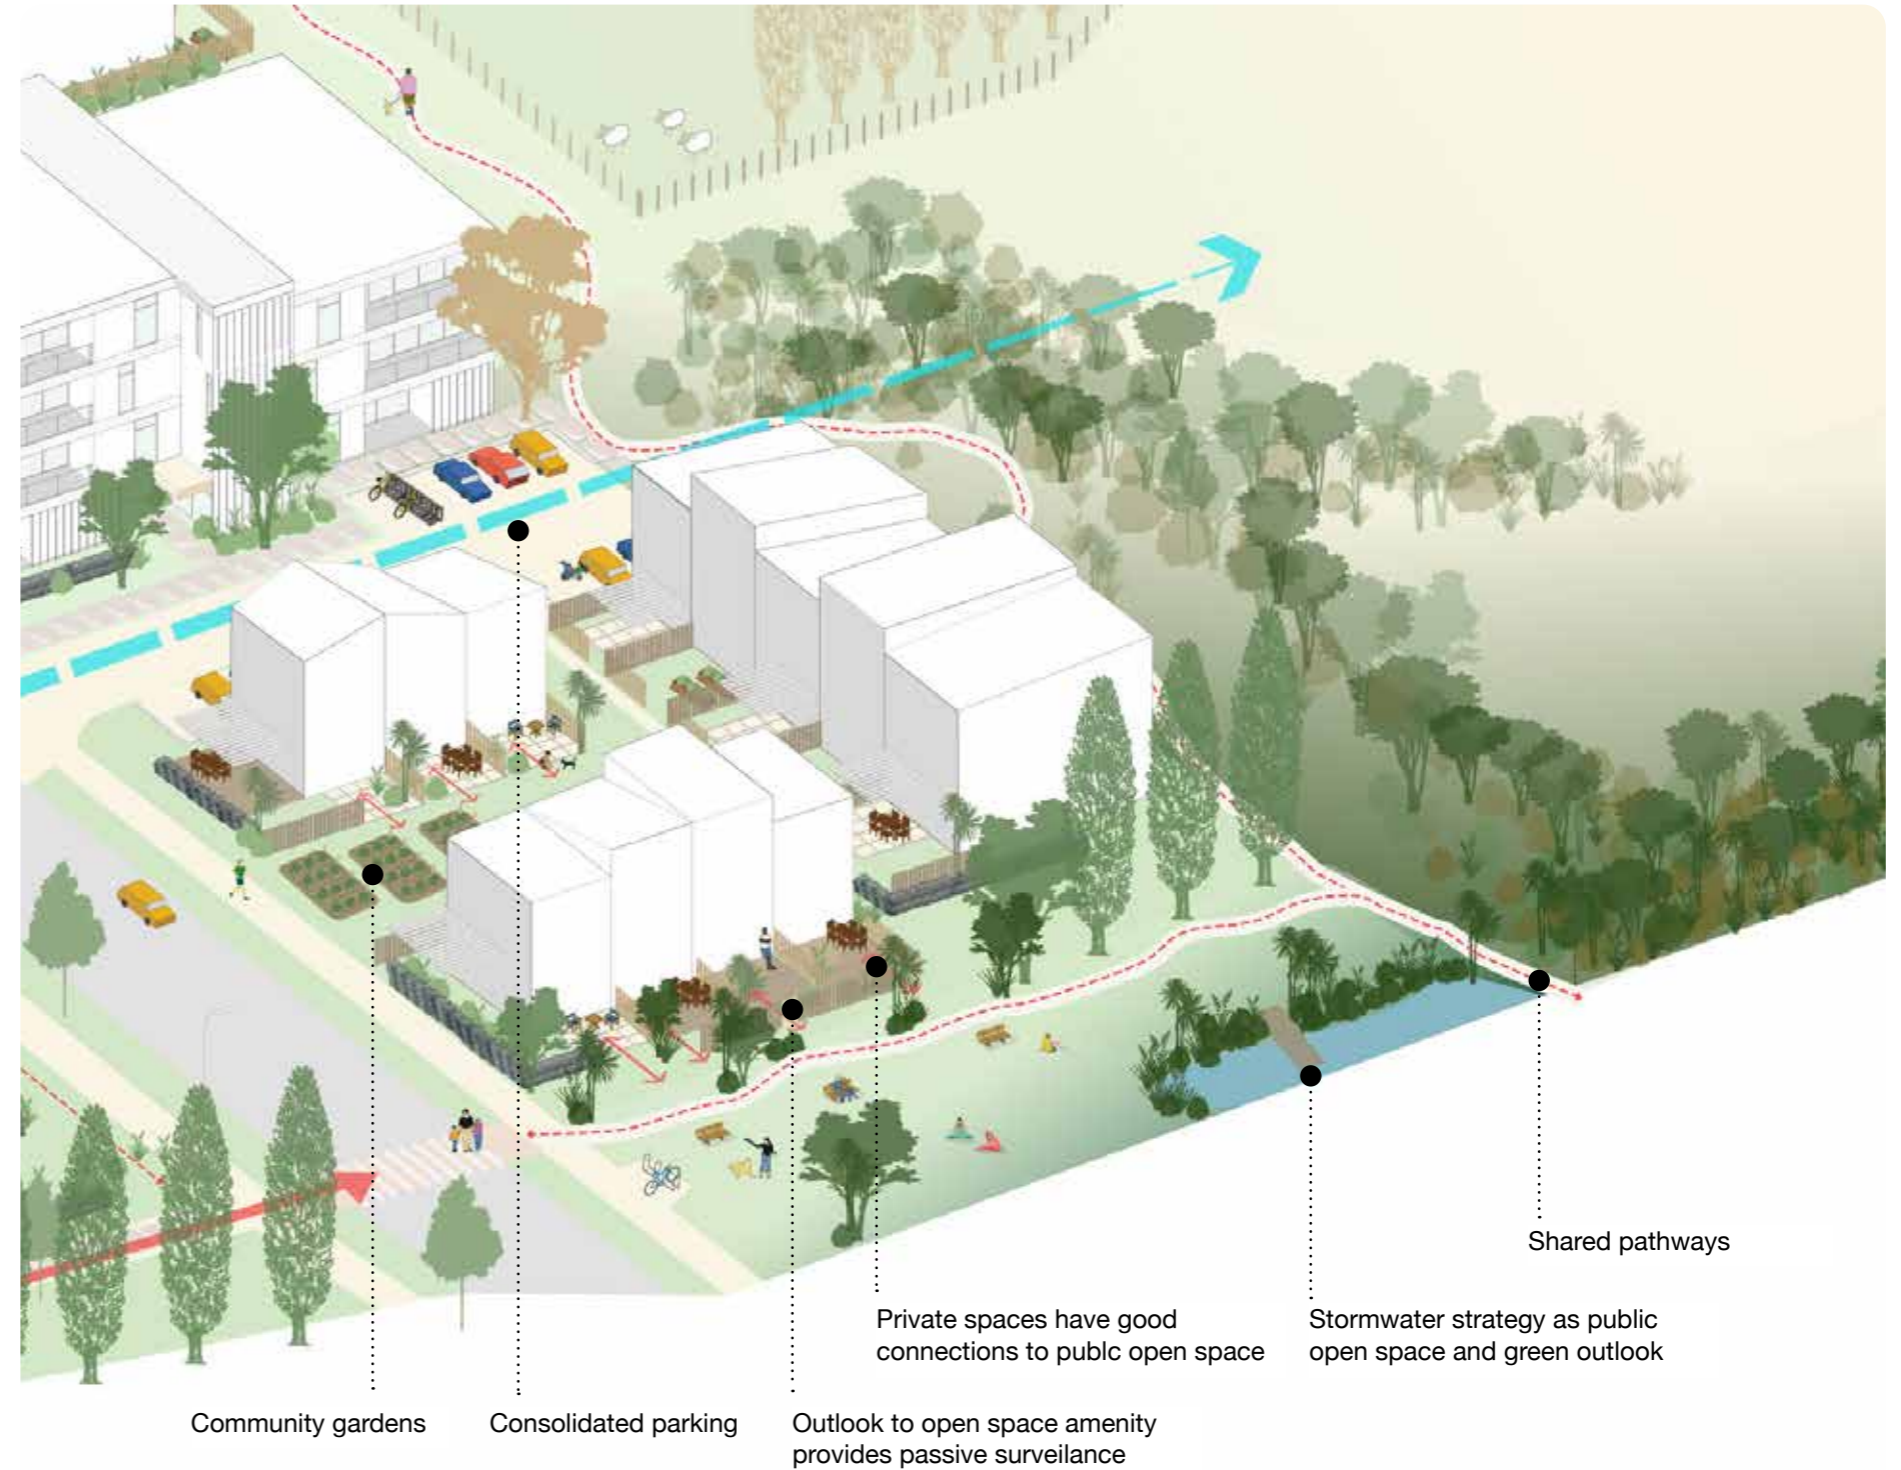 Shared pathways
Private spaces have good
connections to publc open space
Stormwater strategy as public
open space and green outlook
Community gardens
Consolidated parking
Outlook to open space amenity
provides passive surveilance